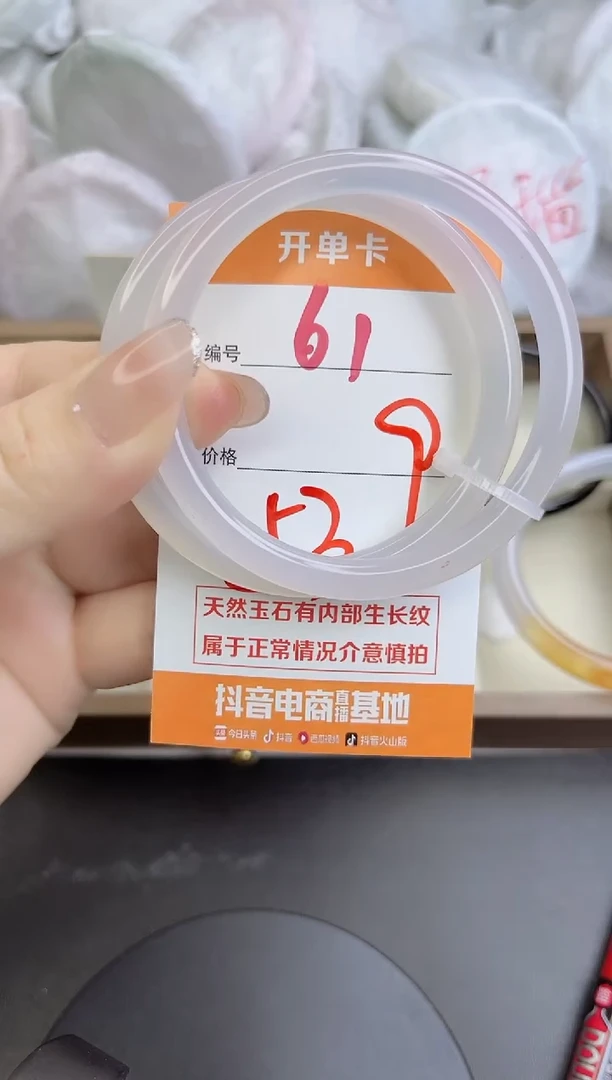 开单卡
编号 61
价格
天然玉石有内部生长纹
属于正常情况介意慎拍
抖音电商直播基地
今日头条 抖音 西瓜视频 抖音火山版